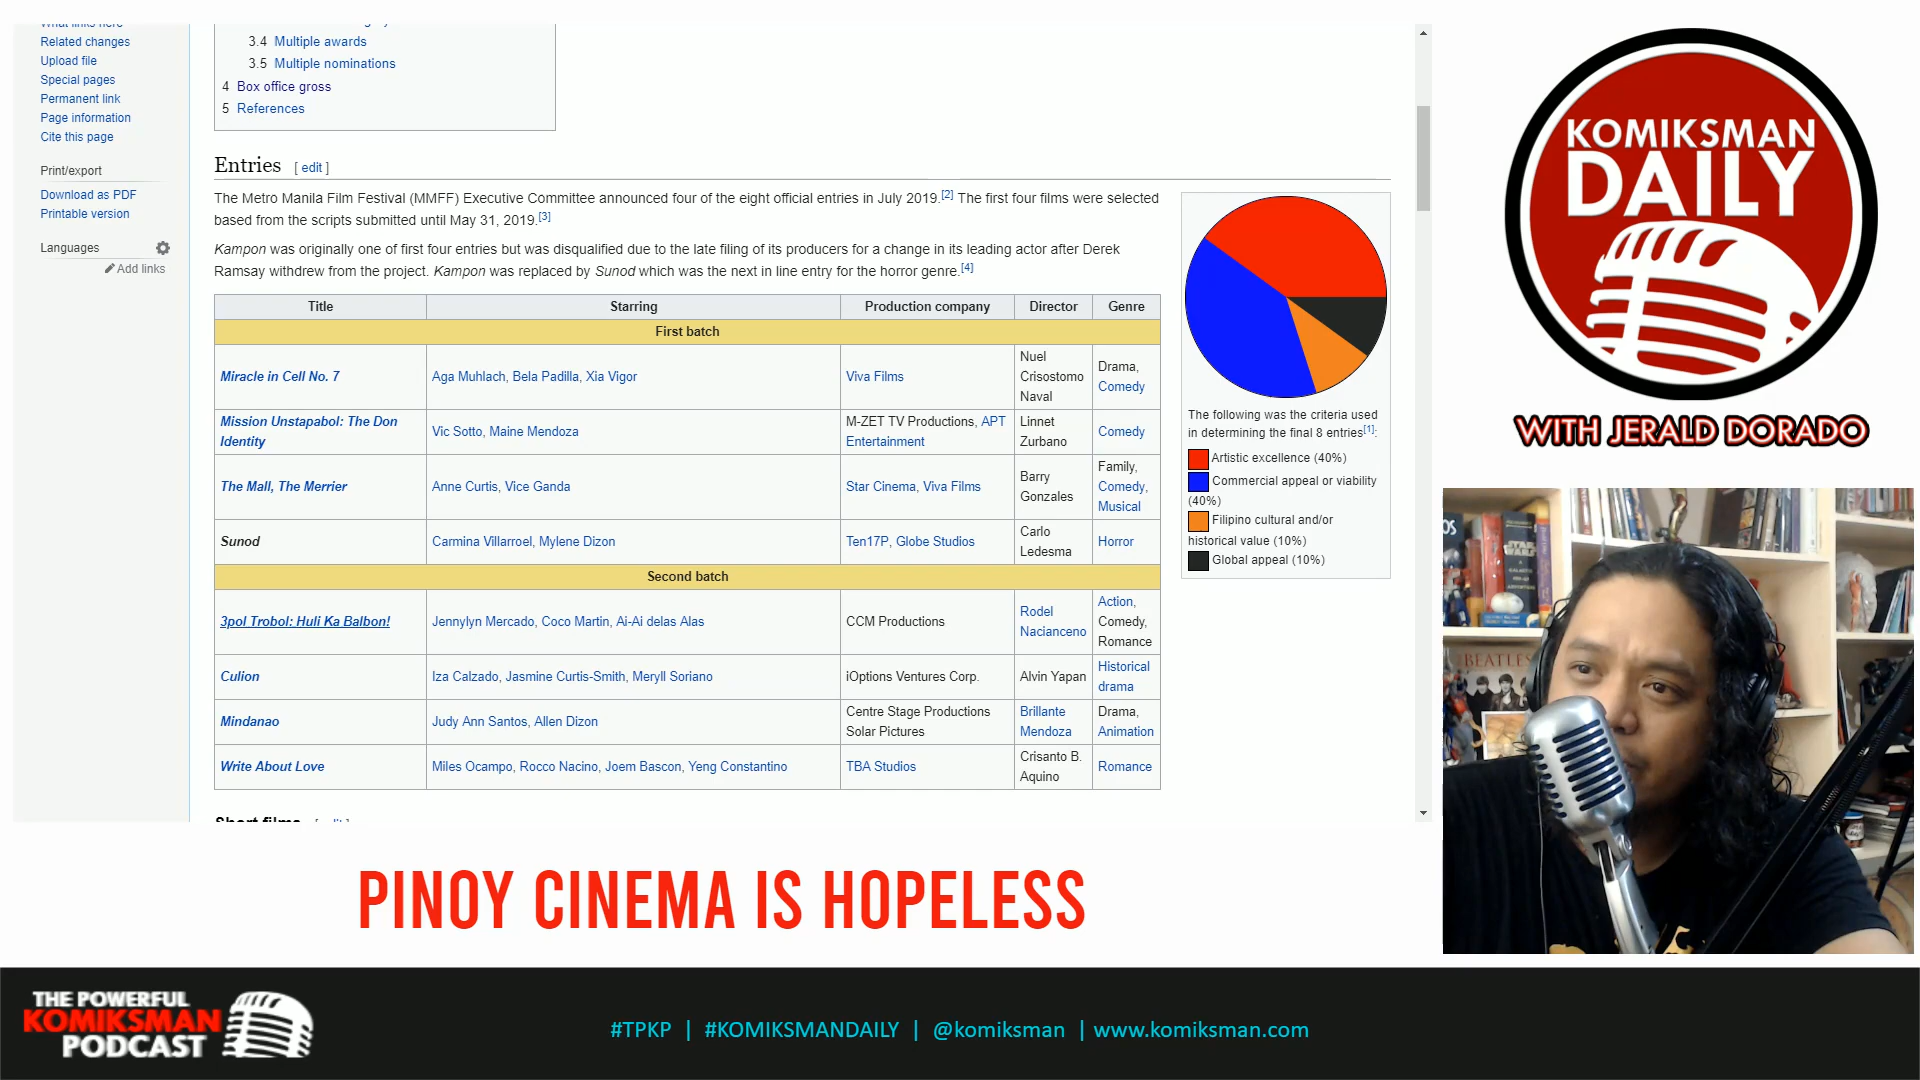 What links here
Related changes
Upload file
Special pages
Permanent link
Page information
Cite this page
Print/export
Download as PDF
Printable version
Languages
Add links
3.4 Multiple awards
3.5 Multiple nominations
4 Box office gross
5 References
Entries [ edit ]
The Metro Manila Film Festival (MMFF) Executive Committee announced four of the eight official entries in July 2019.[2] The first four films were selected
based from the scripts submitted until May 31, 2019.[3]
Kampon was originally one of first four entries but was disqualified due to the late filing of its producers for a change in its leading actor after Derek
Ramsay withdrew from the project. Kampon was replaced by Sunod which was the next in line entry for the horror genre.[4]
Title Starring Production company Director Genre
First batch
Miracle in Cell No. 7
Aga Muhlach, Bela Padilla, Xia Vigor
Viva Films
Nuel
Crisostomo
Naval
Drama,
Comedy
Mission Unstapabol: The Don
Identity
Vic Sotto, Maine Mendoza
M-ZET TV Productions, APT
Entertainment
Linnet
Zurbano
Comedy
The Mall, The Merrier
Anne Curtis, Vice Ganda
Star Cinema, Viva Films
Barry
Gonzales
Family,
Comedy,
Musical
Sunod
Carmina Villarroel, Mylene Dizon
Ten17P, Globe Studios
Carlo
Ledesma
Horror
Second batch
3pol Trobol: Huli Ka Balbon!
Jennylyn Mercado, Coco Martin, Ai-Ai delas Alas
CCM Productions
Rodel
Nacianceno
Action,
Comedy,
Romance
Culion
Iza Calzado, Jasmine Curtis-Smith, Meryll Soriano
iOptions Ventures Corp.
Alvin Yapan
Historical
drama
Mindanao
Judy Ann Santos, Allen Dizon
Centre Stage Productions
Solar Pictures
Brillante
Mendoza
Drama,
Animation
Write About Love
Miles Ocampo, Rocco Nacino, Joem Bascon, Yeng Constantino
TBA Studios
Crisanto B.
Aquino
Romance
Short films [ edit ]
The following was the criteria used
in determining the final 8 entries[1]:
Artistic excellence (40%)
Commercial appeal or viability
(40%)
Filipino cultural and/or
historical value (10%)
Global appeal (10%)
KOMIKSMAN
DAILY
WITH JERALD DORADO
STAR
WARS
BEATLES
PINOY CINEMA IS HOPELESS
THE POWERFUL
KOMIKSMAN
PODCAST
#TPKP | #KOMIKSMANDAILY | @komiksman | www.komiksman.com